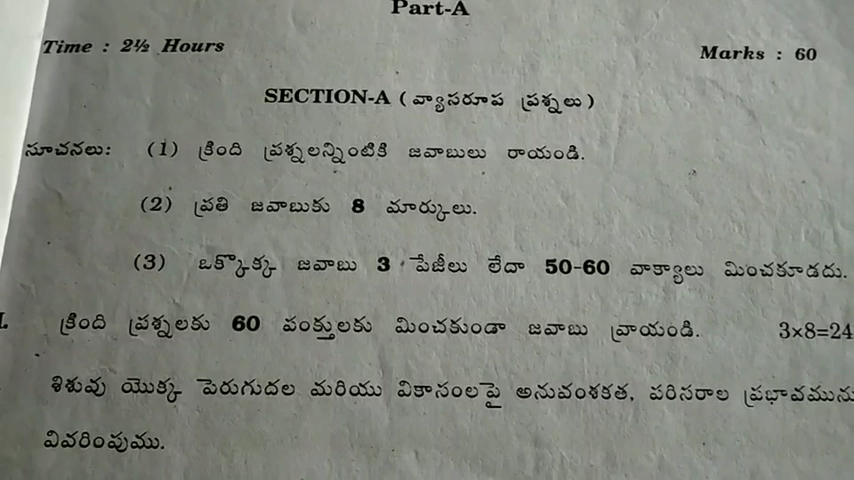 Part-A
Time : 2½ Hours Marks : 60
SECTION-A ( వ్యాసరూప ప్రశ్నలు )
సూచనలు: (1) క్రింది ప్రశ్నలన్నింటికి జవాబులు రాయండి.
(2) ప్రతి జవాబుకు 8 మార్కులు.
(3) ఒక్కొక్క జవాబు 3 పేజీలు లేదా 50-60 వాక్యాలు మించకూడదు.
క్రింది ప్రశ్నలకు 60 పంక్తులకు మించకుండా జవాబు వ్రాయండి. 3×8=24
శిశువు యొక్క పెరుగుదల మరియు వికాసంలపై అనువంశకత, పరిసరాల ప్రభావమును
వివరింపుము.